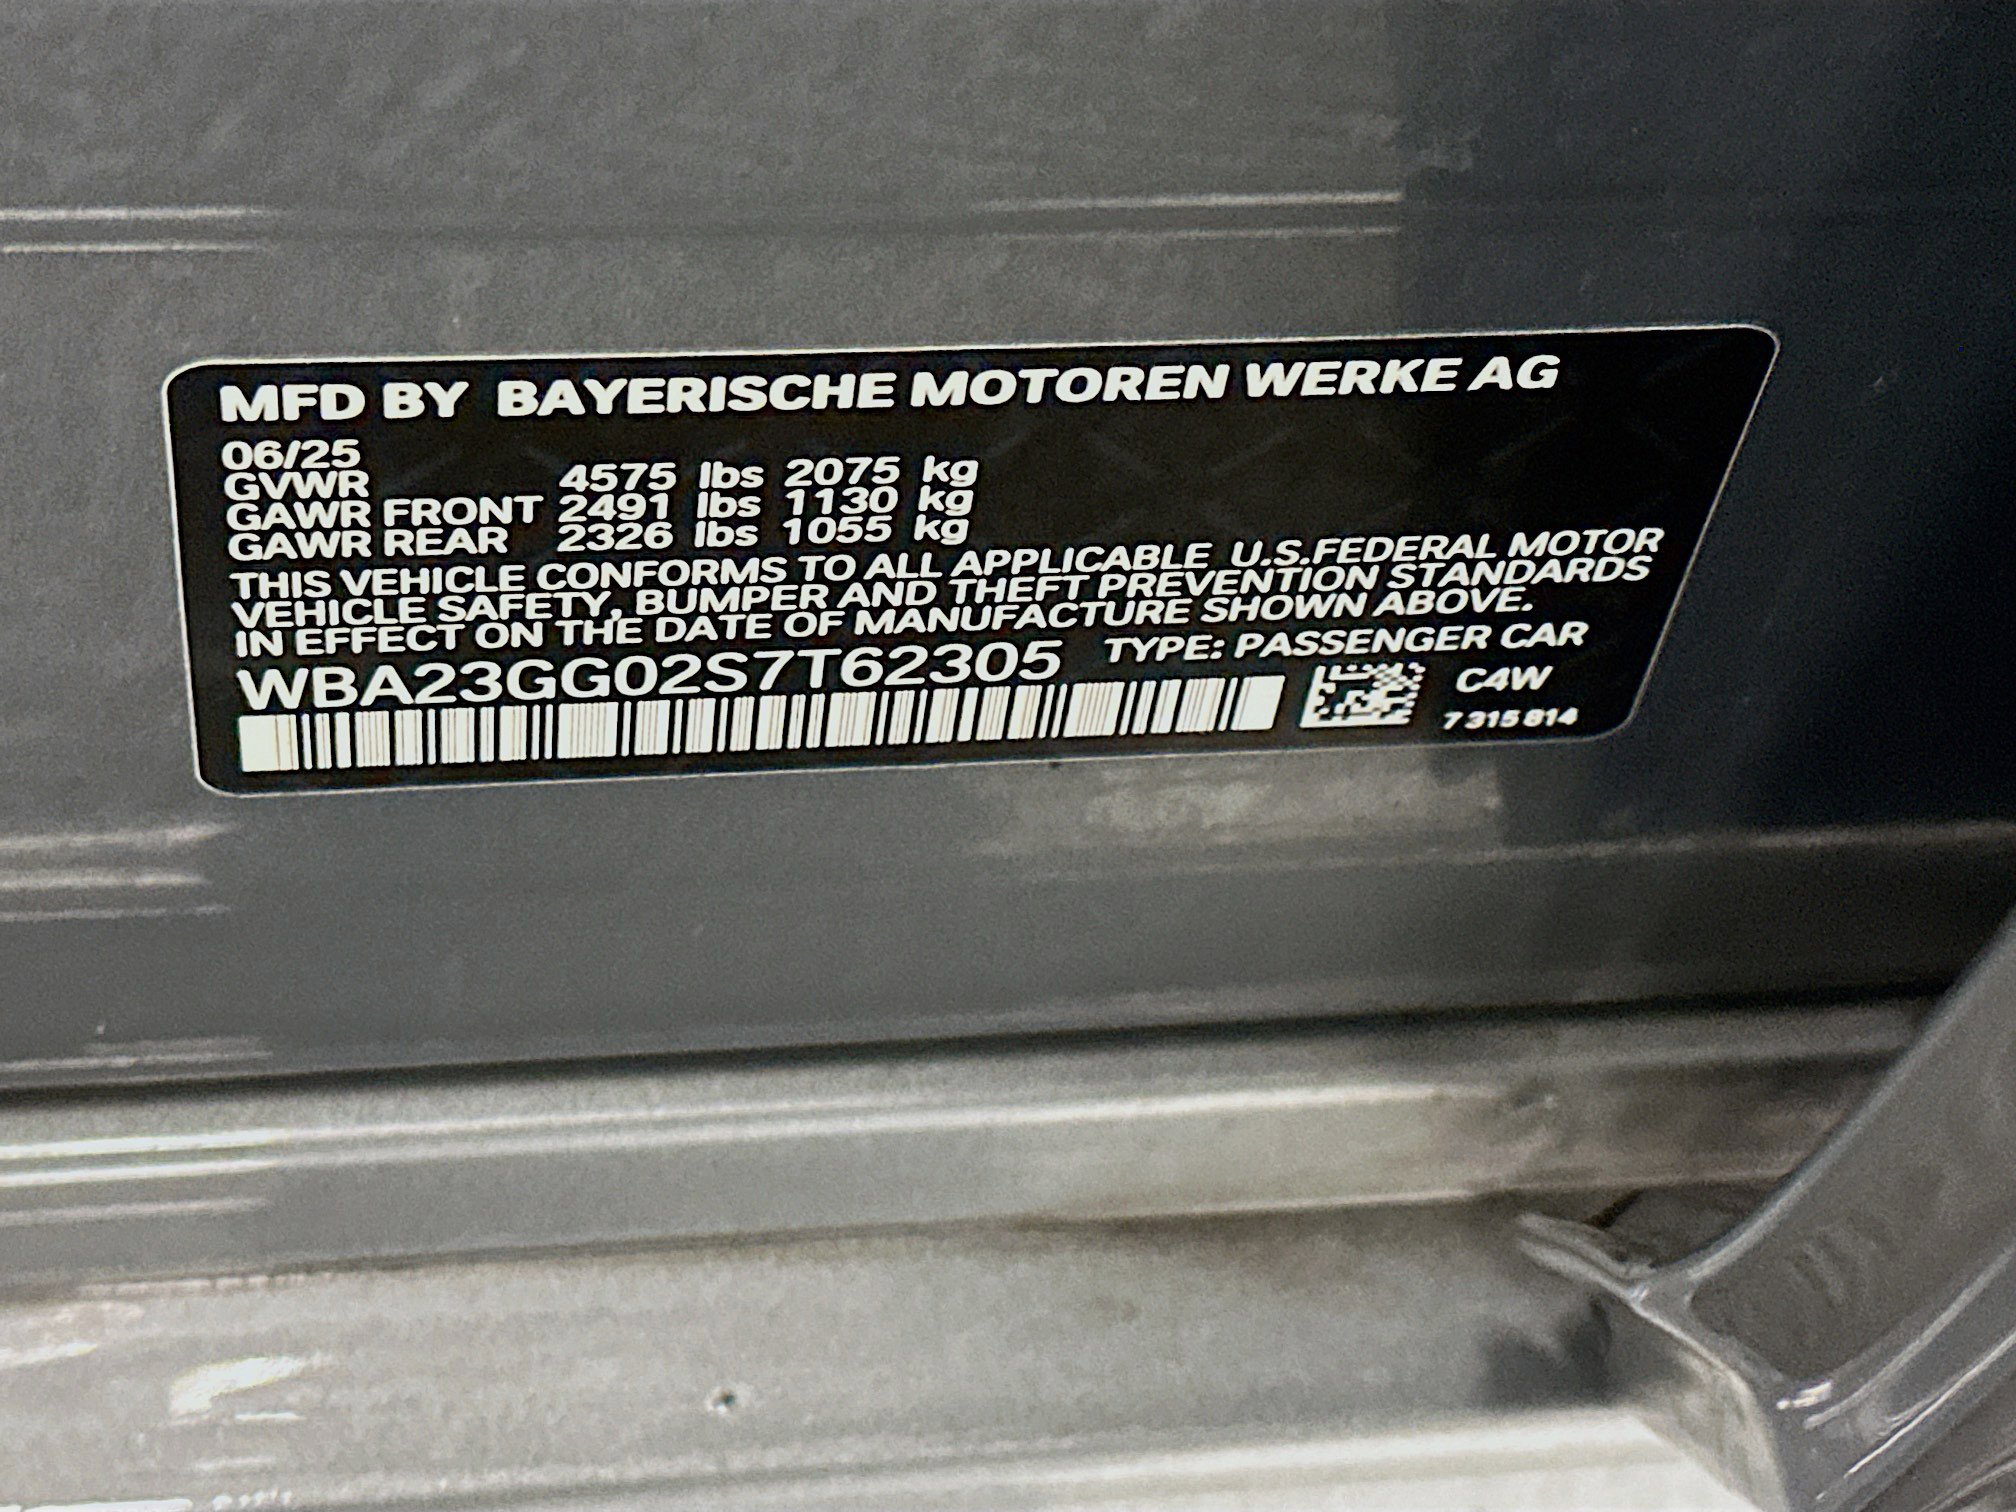 MFD BY BAYERISCHE MOTOREN WERKE AG
06/25
GVWR 4575 lbs 2075 kg
GAWR FRONT 2491 lbs 1130 kg
GAWR REAR 2326 lbs 1055 kg
THIS VEHICLE CONFORMS TO ALL APPLICABLE U.S.FEDERAL MOTOR
VEHICLE SAFETY, BUMPER AND THEFT PREVENTION STANDARDS
IN EFFECT ON THE DATE OF MANUFACTURE SHOWN ABOVE.
WBA23GG02S7T62305 TYPE: PASSENGER CAR
C4W
7 315 814